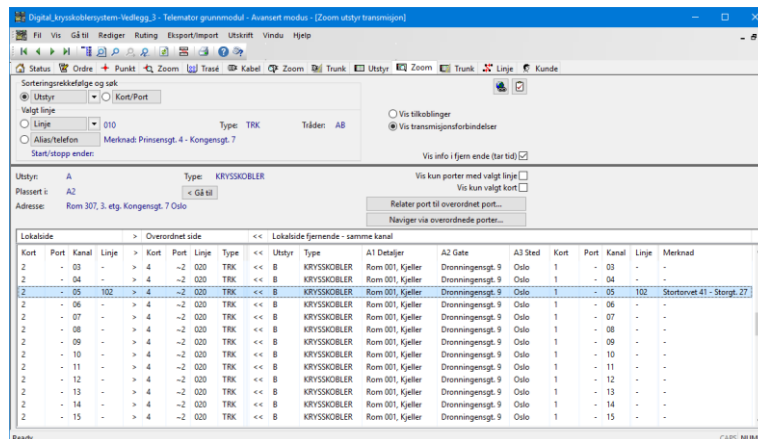 Digital_krysskoblersystem-Vedlegg_3 - Telemator grunnmodul - Avansert modus - [Zoom utstyr transmisjon]
Fil Vis Gå til Rediger Ruting Eksport/Import Utskrift Vindu Hjelp
Status Ordre Punkt Zoom Trasé Kabel Zoom Trunk Utstyr Zoom Trunk Linje Kunde
Sorteringsrekkefølge og søk
Utstyr Kort/Port
Valgt linje
Linje 010 Type: TRK Tråder: AB
Alias/telefon Merknad: Prinsensgt. 4 - Kongensgt. 7
Start/stopp ender:
Vis tilkoblinger
Vis transmisjonsforbindelser
Vis info i fjern ende (tar tid)
Utstyr: A Type: KRYSSKOBLER
Plassert i: A2 < Gå til
Adresse: Rom 307, 3. etg. Kongensgt. 7 Oslo
Vis kun porter med valgt linje
Vis kun valgt kort
Relater port til overordnet port...
Naviger via overordnede porter...
Lokalside > Overordnet side << Lokalside fjernende - samme kanal
Kort Port Kanal Linje > Kort Port Linje Type << Utstyr Type A1 Detaljer A2 Gate A3 Sted Kort Port Kanal Linje Merknad
2 - 03 - > 4 ~2 020 TRK << B KRYSSKOBLER Rom 001, Kjeller Dronningensgt. 9 Oslo 1 - 03 - -
2 - 04 - > 4 ~2 020 TRK << B KRYSSKOBLER Rom 001, Kjeller Dronningensgt. 9 Oslo 1 - 04 - -
2 - 05 102 > 4 ~2 020 TRK << B KRYSSKOBLER Rom 001, Kjeller Dronningensgt. 9 Oslo 1 - 05 102 Stortorvet 41 - Storgt. 27
2 - 06 - > 4 ~2 020 TRK << B KRYSSKOBLER Rom 001, Kjeller Dronningensgt. 9 Oslo 1 - 06 - -
2 - 07 - > 4 ~2 020 TRK << B KRYSSKOBLER Rom 001, Kjeller Dronningensgt. 9 Oslo 1 - 07 - -
2 - 08 - > 4 ~2 020 TRK << B KRYSSKOBLER Rom 001, Kjeller Dronningensgt. 9 Oslo 1 - 08 - -
2 - 09 - > 4 ~2 020 TRK << B KRYSSKOBLER Rom 001, Kjeller Dronningensgt. 9 Oslo 1 - 09 - -
2 - 10 - > 4 ~2 020 TRK << B KRYSSKOBLER Rom 001, Kjeller Dronningensgt. 9 Oslo 1 - 10 - -
2 - 11 - > 4 ~2 020 TRK << B KRYSSKOBLER Rom 001, Kjeller Dronningensgt. 9 Oslo 1 - 11 - -
2 - 12 - > 4 ~2 020 TRK << B KRYSSKOBLER Rom 001, Kjeller Dronningensgt. 9 Oslo 1 - 12 - -
2 - 13 - > 4 ~2 020 TRK << B KRYSSKOBLER Rom 001, Kjeller Dronningensgt. 9 Oslo 1 - 13 - -
2 - 14 - > 4 ~2 020 TRK << B KRYSSKOBLER Rom 001, Kjeller Dronningensgt. 9 Oslo 1 - 14 - -
2 - 15 - > 4 ~2 020 TRK << B KRYSSKOBLER Rom 001, Kjeller Dronningensgt. 9 Oslo 1 - 15 - -
Ready CAPS NUM